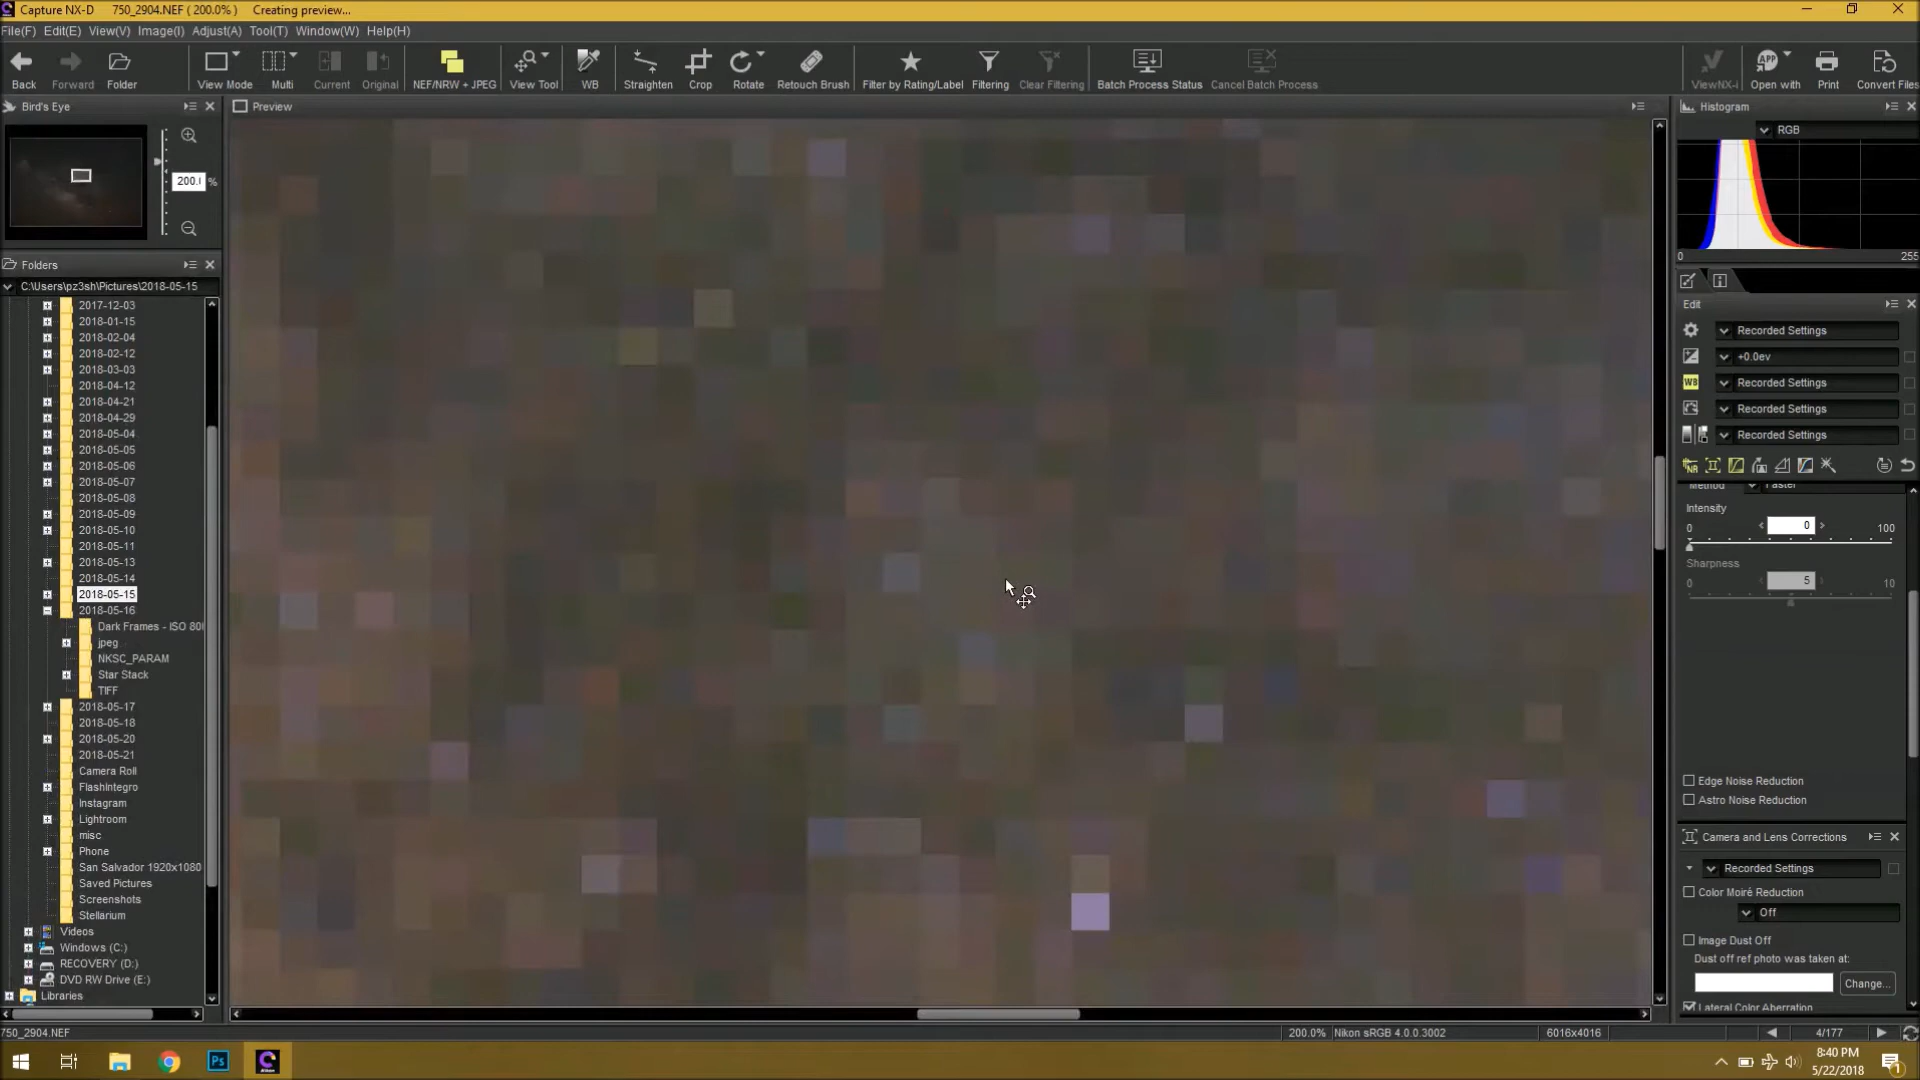 Capture NX-D    750_2904.NEF ( 200.0% )    Creating preview...
File(F)  Edit(E)  View(V)  Image(I)  Adjust(A)  Tool(T)  Window(W)  Help(H)
Back  Forward  Folder  View Mode  Multi  Current  Original  NEF/NRW + JPEG  View Tool  WB  Straighten  Crop  Rotate  Retouch Brush  Filter by Rating/Label  Filtering  Clear Filtering  Batch Process Status  Cancel Batch Process  ViewNX-i  Open with  Print  Convert Files
Bird's Eye
200.
%
Folders
C:\Users\pz3sh\Pictures\2018-05-15
2017-12-03
2018-01-15
2018-02-04
2018-02-12
2018-03-03
2018-04-12
2018-04-21
2018-04-29
2018-05-04
2018-05-05
2018-05-06
2018-05-07
2018-05-08
2018-05-09
2018-05-10
2018-05-11
2018-05-13
2018-05-14
2018-05-15
2018-05-16
Dark Frames - ISO 80
jpeg
NKSC_PARAM
Star Stack
TIFF
2018-05-17
2018-05-18
2018-05-20
2018-05-21
Camera Roll
FlashIntegro
Instagram
Lightroom
misc
Phone
San Salvador 1920x1080
Saved Pictures
Screenshots
Stellarium
Videos
Windows (C:)
RECOVERY (D:)
DVD RW Drive (E:)
Libraries
Preview
Histogram
RGB
0  255
Edit
Recorded Settings
+0.0ev
WB  Recorded Settings
Recorded Settings
Recorded Settings
NR
Method  Faster
Intensity
0  0  100
Sharpness
0  5  10
Edge Noise Reduction
Astro Noise Reduction
Camera and Lens Corrections
Recorded Settings
Color Moiré Reduction
Off
Image Dust Off
Dust off ref photo was taken at:
Change...
Lateral Color Aberration
750_2904.NEF  200.0%  Nikon sRGB 4.0.0.3002  6016x4016  4/177
Ps
8:40 PM
5/22/2018
1